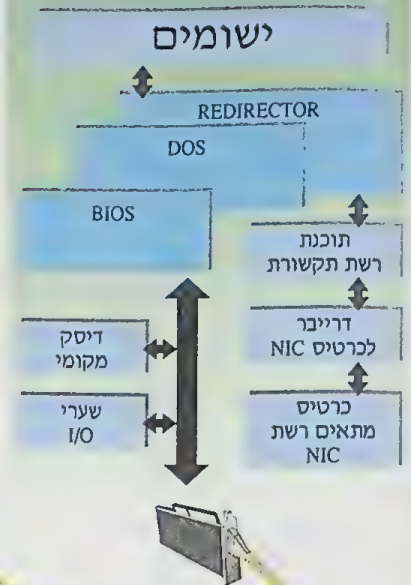 ישומים
REDIRECTOR
DOS
BIOS
תוכנת
רשת תקשורת
דיסק
מקומי
דרייבר
לכרטיס NIC
שערי
I/O
כרטיס
מתאים רשת
NIC